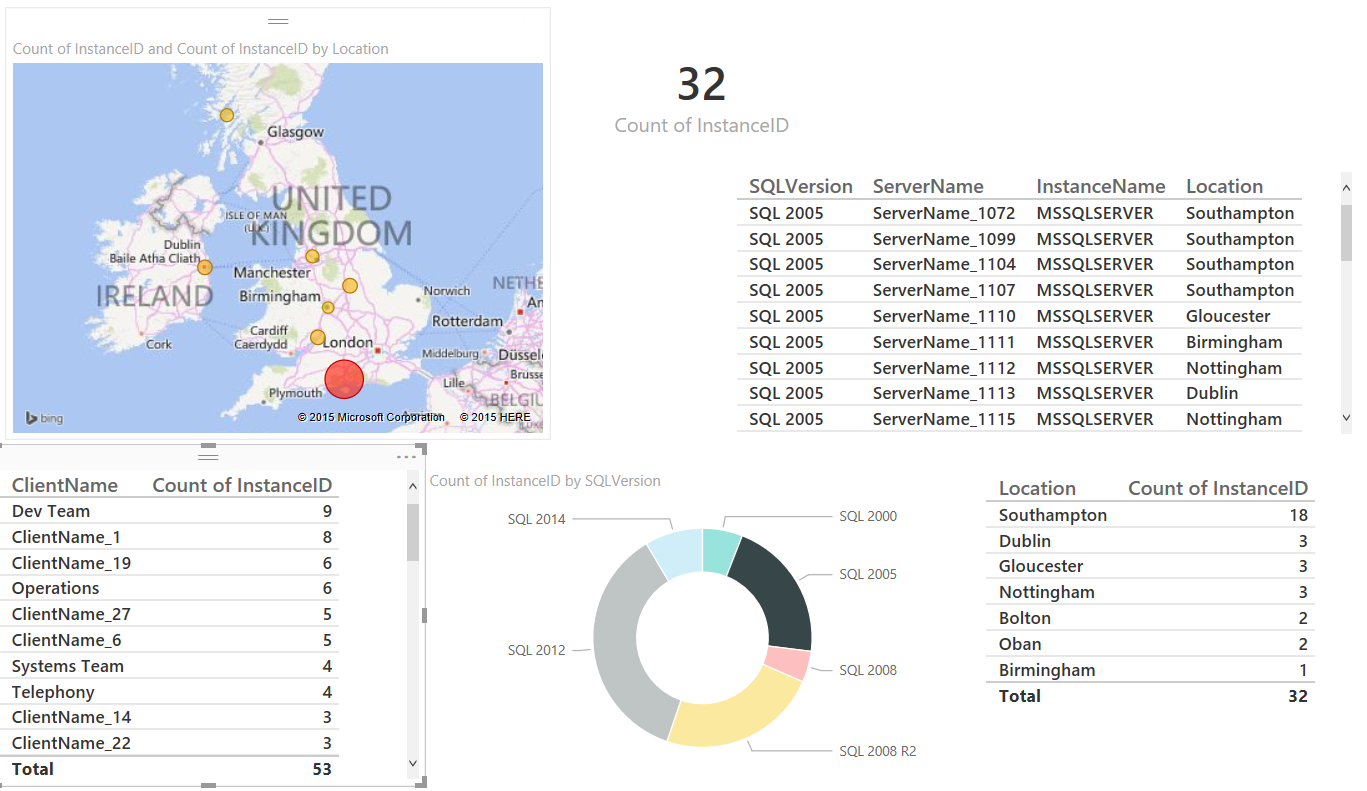 Count of InstanceID and Count of InstanceID by Location
Glasgow
UNITED
KINGDOM
ISLE OF MAN
(U.K.)
Dublin
Baile Atha Cliath
IRELAND
Manchester
Birmingham
Norwich
NETHE
Rotterdam
Cardiff
Caerdydd
Cork
London
Middelburg
Düssel
Plymouth
Lille
Brusse
BELGIU
bing
© 2015 Microsoft Corporation © 2015 HERE
32
Count of InstanceID
SQLVersion ServerName InstanceName Location
SQL 2005 ServerName_1072 MSSQLSERVER Southampton
SQL 2005 ServerName_1099 MSSQLSERVER Southampton
SQL 2005 ServerName_1104 MSSQLSERVER Southampton
SQL 2005 ServerName_1107 MSSQLSERVER Southampton
SQL 2005 ServerName_1110 MSSQLSERVER Gloucester
SQL 2005 ServerName_1111 MSSQLSERVER Birmingham
SQL 2005 ServerName_1112 MSSQLSERVER Nottingham
SQL 2005 ServerName_1113 MSSQLSERVER Dublin
SQL 2005 ServerName_1115 MSSQLSERVER Nottingham
ClientName Count of InstanceID
Dev Team 9
ClientName_1 8
ClientName_19 6
Operations 6
ClientName_27 5
ClientName_6 5
Systems Team 4
Telephony 4
ClientName_14 3
ClientName_22 3
Total 53
Count of InstanceID by SQLVersion
SQL 2014
SQL 2000
SQL 2005
SQL 2012
SQL 2008
SQL 2008 R2
Location Count of InstanceID
Southampton 18
Dublin 3
Gloucester 3
Nottingham 3
Bolton 2
Oban 2
Birmingham 1
Total 32